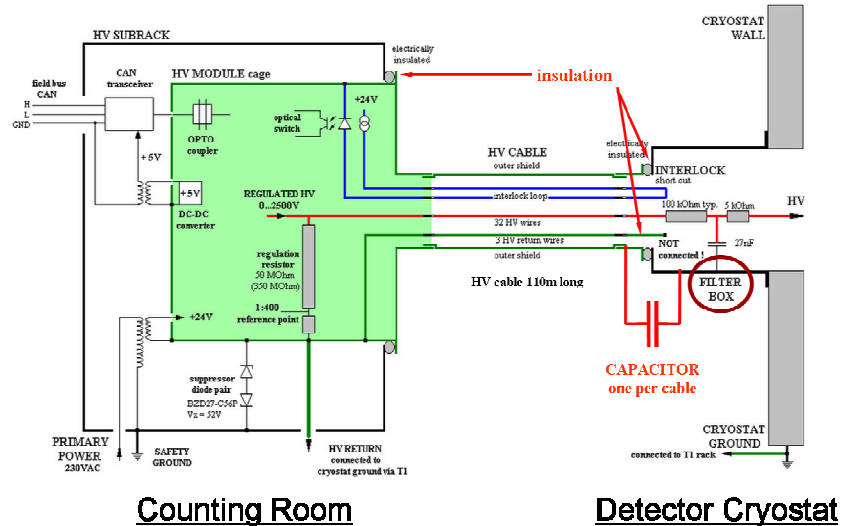 HV SUBRACK
CAN
transceiver
field bus
CAN
H
L
GND
+5V
HV MODULE cage
OPTO
coupler
+5V
DC-DC
converter
optical
switch
+24V
electrically
insulated
insulation
CRYOSTAT
WALL
electrically
insulated
HV CABLE
outer shield
interlock loop
INTERLOCK
short cut
REGULATED HV
0...2500V
32 HV wires
100 kOhm typ.
5 kOhm
HV
27nF
3 HV return wires
outer shield
NOT
connected !
HV cable 110m long
FILTER
BOX
regulation
resistor
50 MOhm
(350 MOhm)
1:400
reference point
+24V
CAPACITOR
one per cable
suppressor
diode pair
BZD27-C56P
Vz = 52V
PRIMARY
POWER
230VAC
SAFETY
GROUND
HV RETURN
connected to
cryostat ground via T1
CRYOSTAT
GROUND
connected to T1 rack
Counting Room
Detector Cryostat